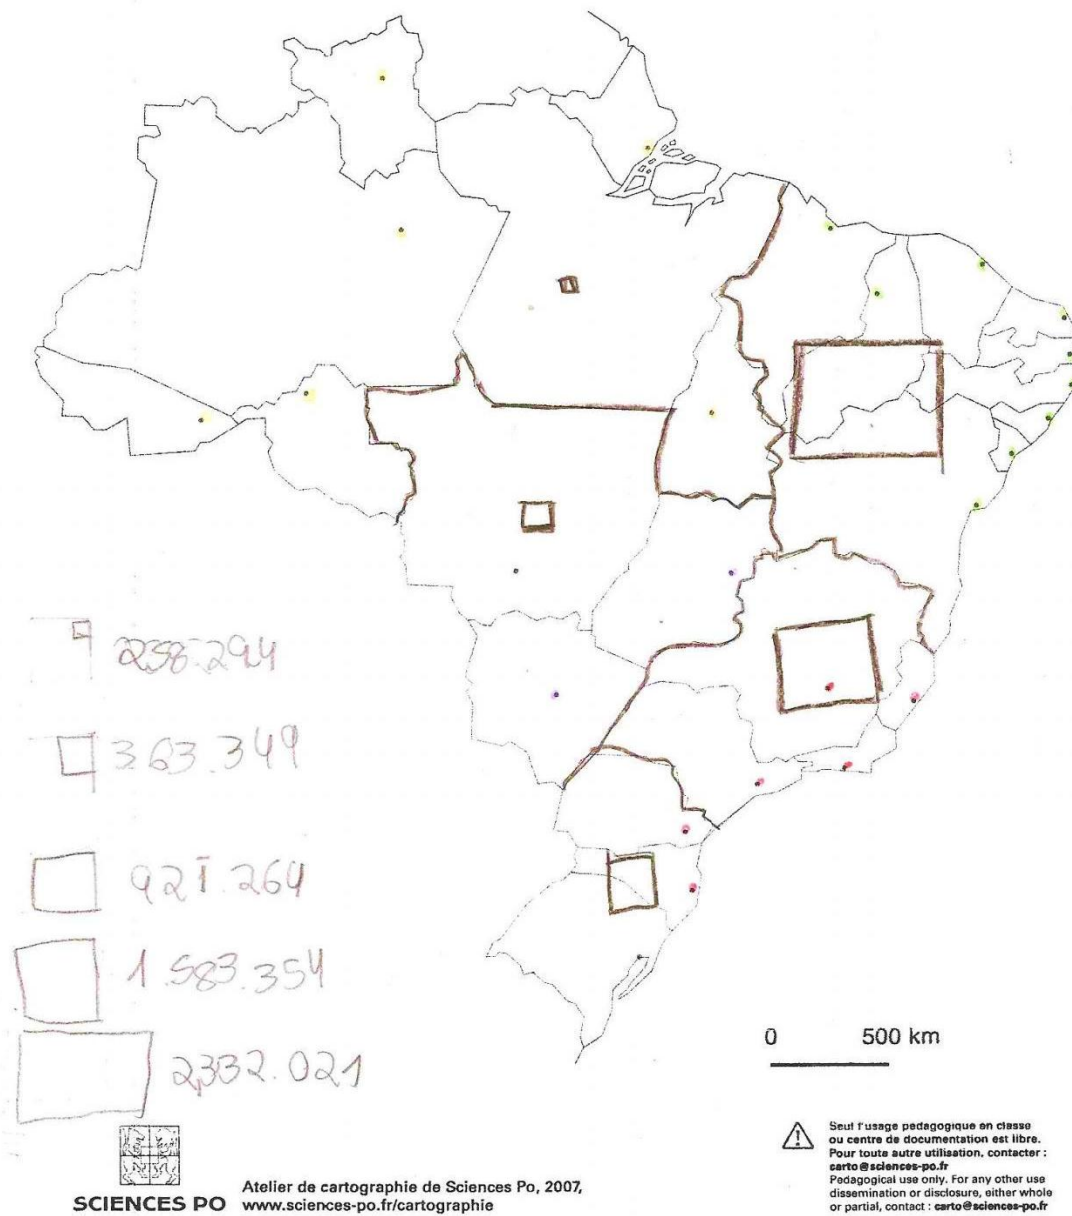 258.294
363.349
921.264
1.583.354
2,332.021
0 500 km
SCIENCES PO
Atelier de cartographie de Sciences Po, 2007,
www.sciences-po.fr/cartographie
Seul l'usage pédagogique en classe
ou centre de documentation est libre.
Pour toute autre utilisation, contacter :
carto@sciences-po.fr
Pedagogical use only. For any other use
dissemination or disclosure, either whole
or partial, contact : carto@sciences-po.fr